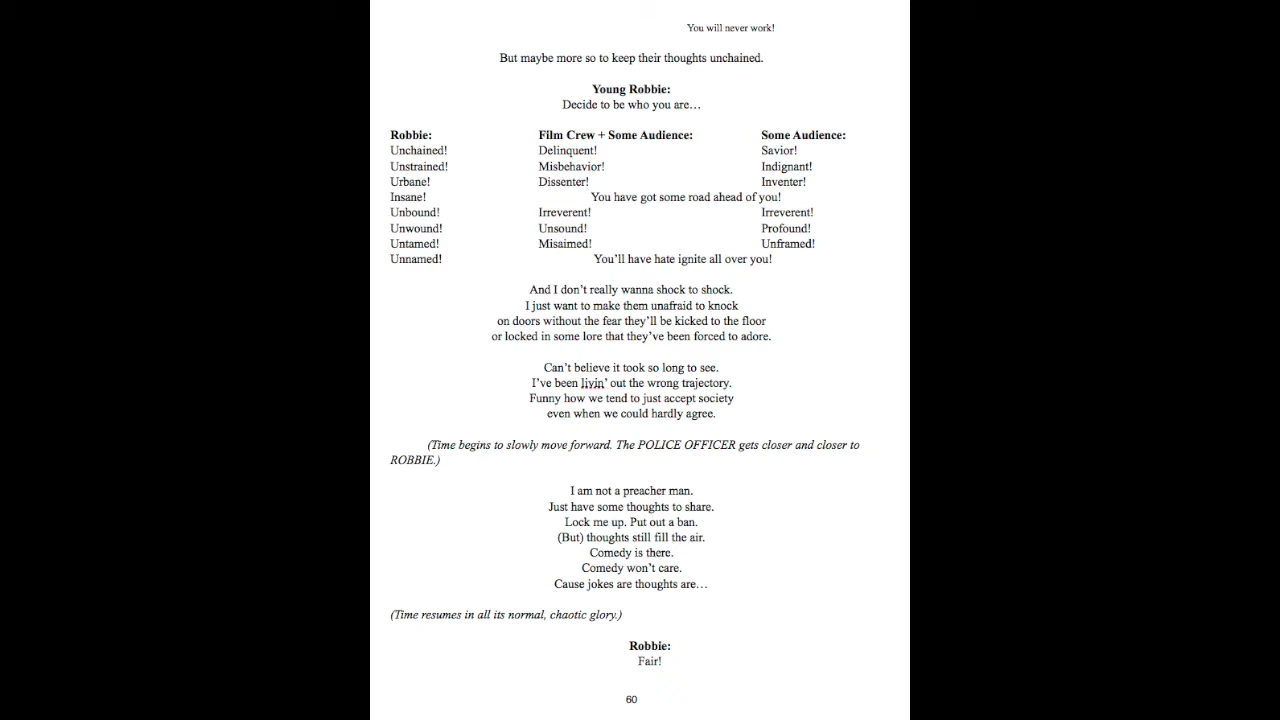 You will never work!
But maybe more so to keep their thoughts unchained.
Young Robbie:
Decide to be who you are…
Robbie: Film Crew + Some Audience: Some Audience:
Unchained! Delinquent! Savior!
Unstrained! Misbehavior! Indignant!
Urbane! Dissenter! Inventer!
Insane! You have got some road ahead of you!
Unbound! Irreverent! Irreverent!
Unwound! Unsound! Profound!
Untamed! Misaimed! Unframed!
Unnamed! You’ll have hate ignite all over you!
And I don’t really wanna shock to shock.
I just want to make them unafraid to knock
on doors without the fear they’ll be kicked to the floor
or locked in some lore that they’ve been forced to adore.
Can’t believe it took so long to see.
I’ve been livin’ out the wrong trajectory.
Funny how we tend to just accept society
even when we could hardly agree.
(Time begins to slowly move forward. The POLICE OFFICER gets closer and closer to
ROBBIE.)
I am not a preacher man.
Just have some thoughts to share.
Lock me up. Put out a ban.
(But) thoughts still fill the air.
Comedy is there.
Comedy won’t care.
Cause jokes are thoughts are…
(Time resumes in all its normal, chaotic glory.)
Robbie:
Fair!
60